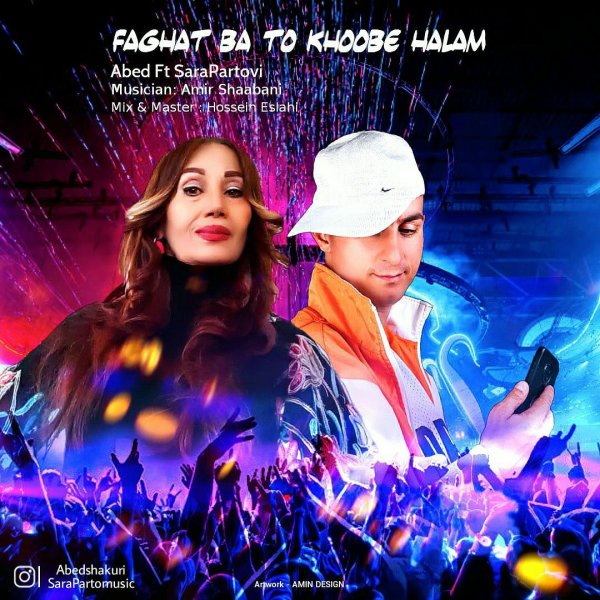 FAGHAT BA TO KHOOBE HALAM
Abed Ft SaraPartovi
Musician: Amir Shaabani
Mix & Master : Hossein Eslahi
Abedshakuri
SaraPartomusic
Artwork - AMIN DESIGN